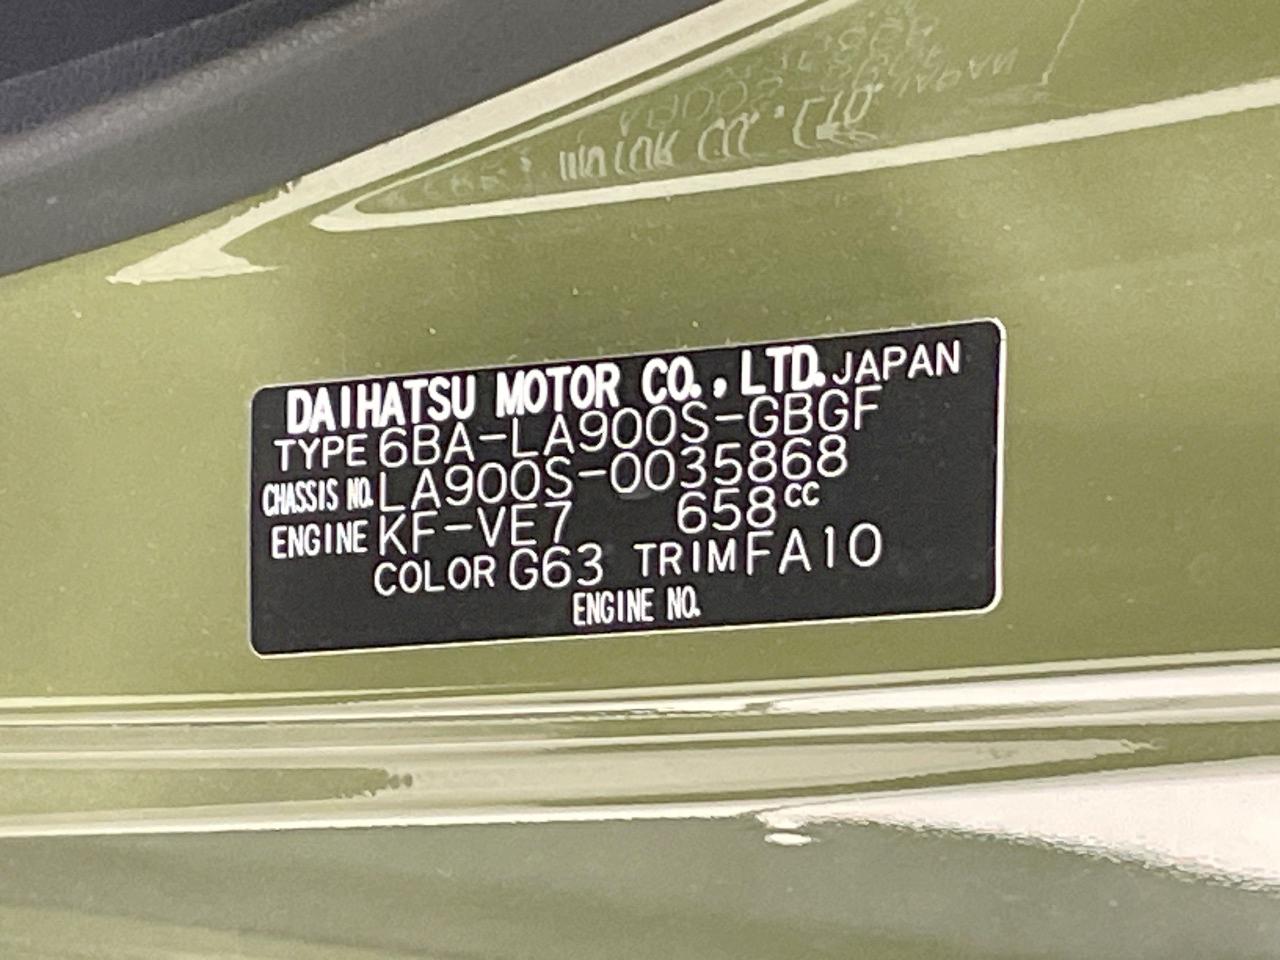 DAIHATSU MOTOR CO., LTD. JAPAN
TYPE 6BA-LA900S-GBGF
CHASSIS NO. LA900S-0035868
ENGINE KF-VE7 658cc
COLOR G63 TRIM FA10
ENGINE NO.